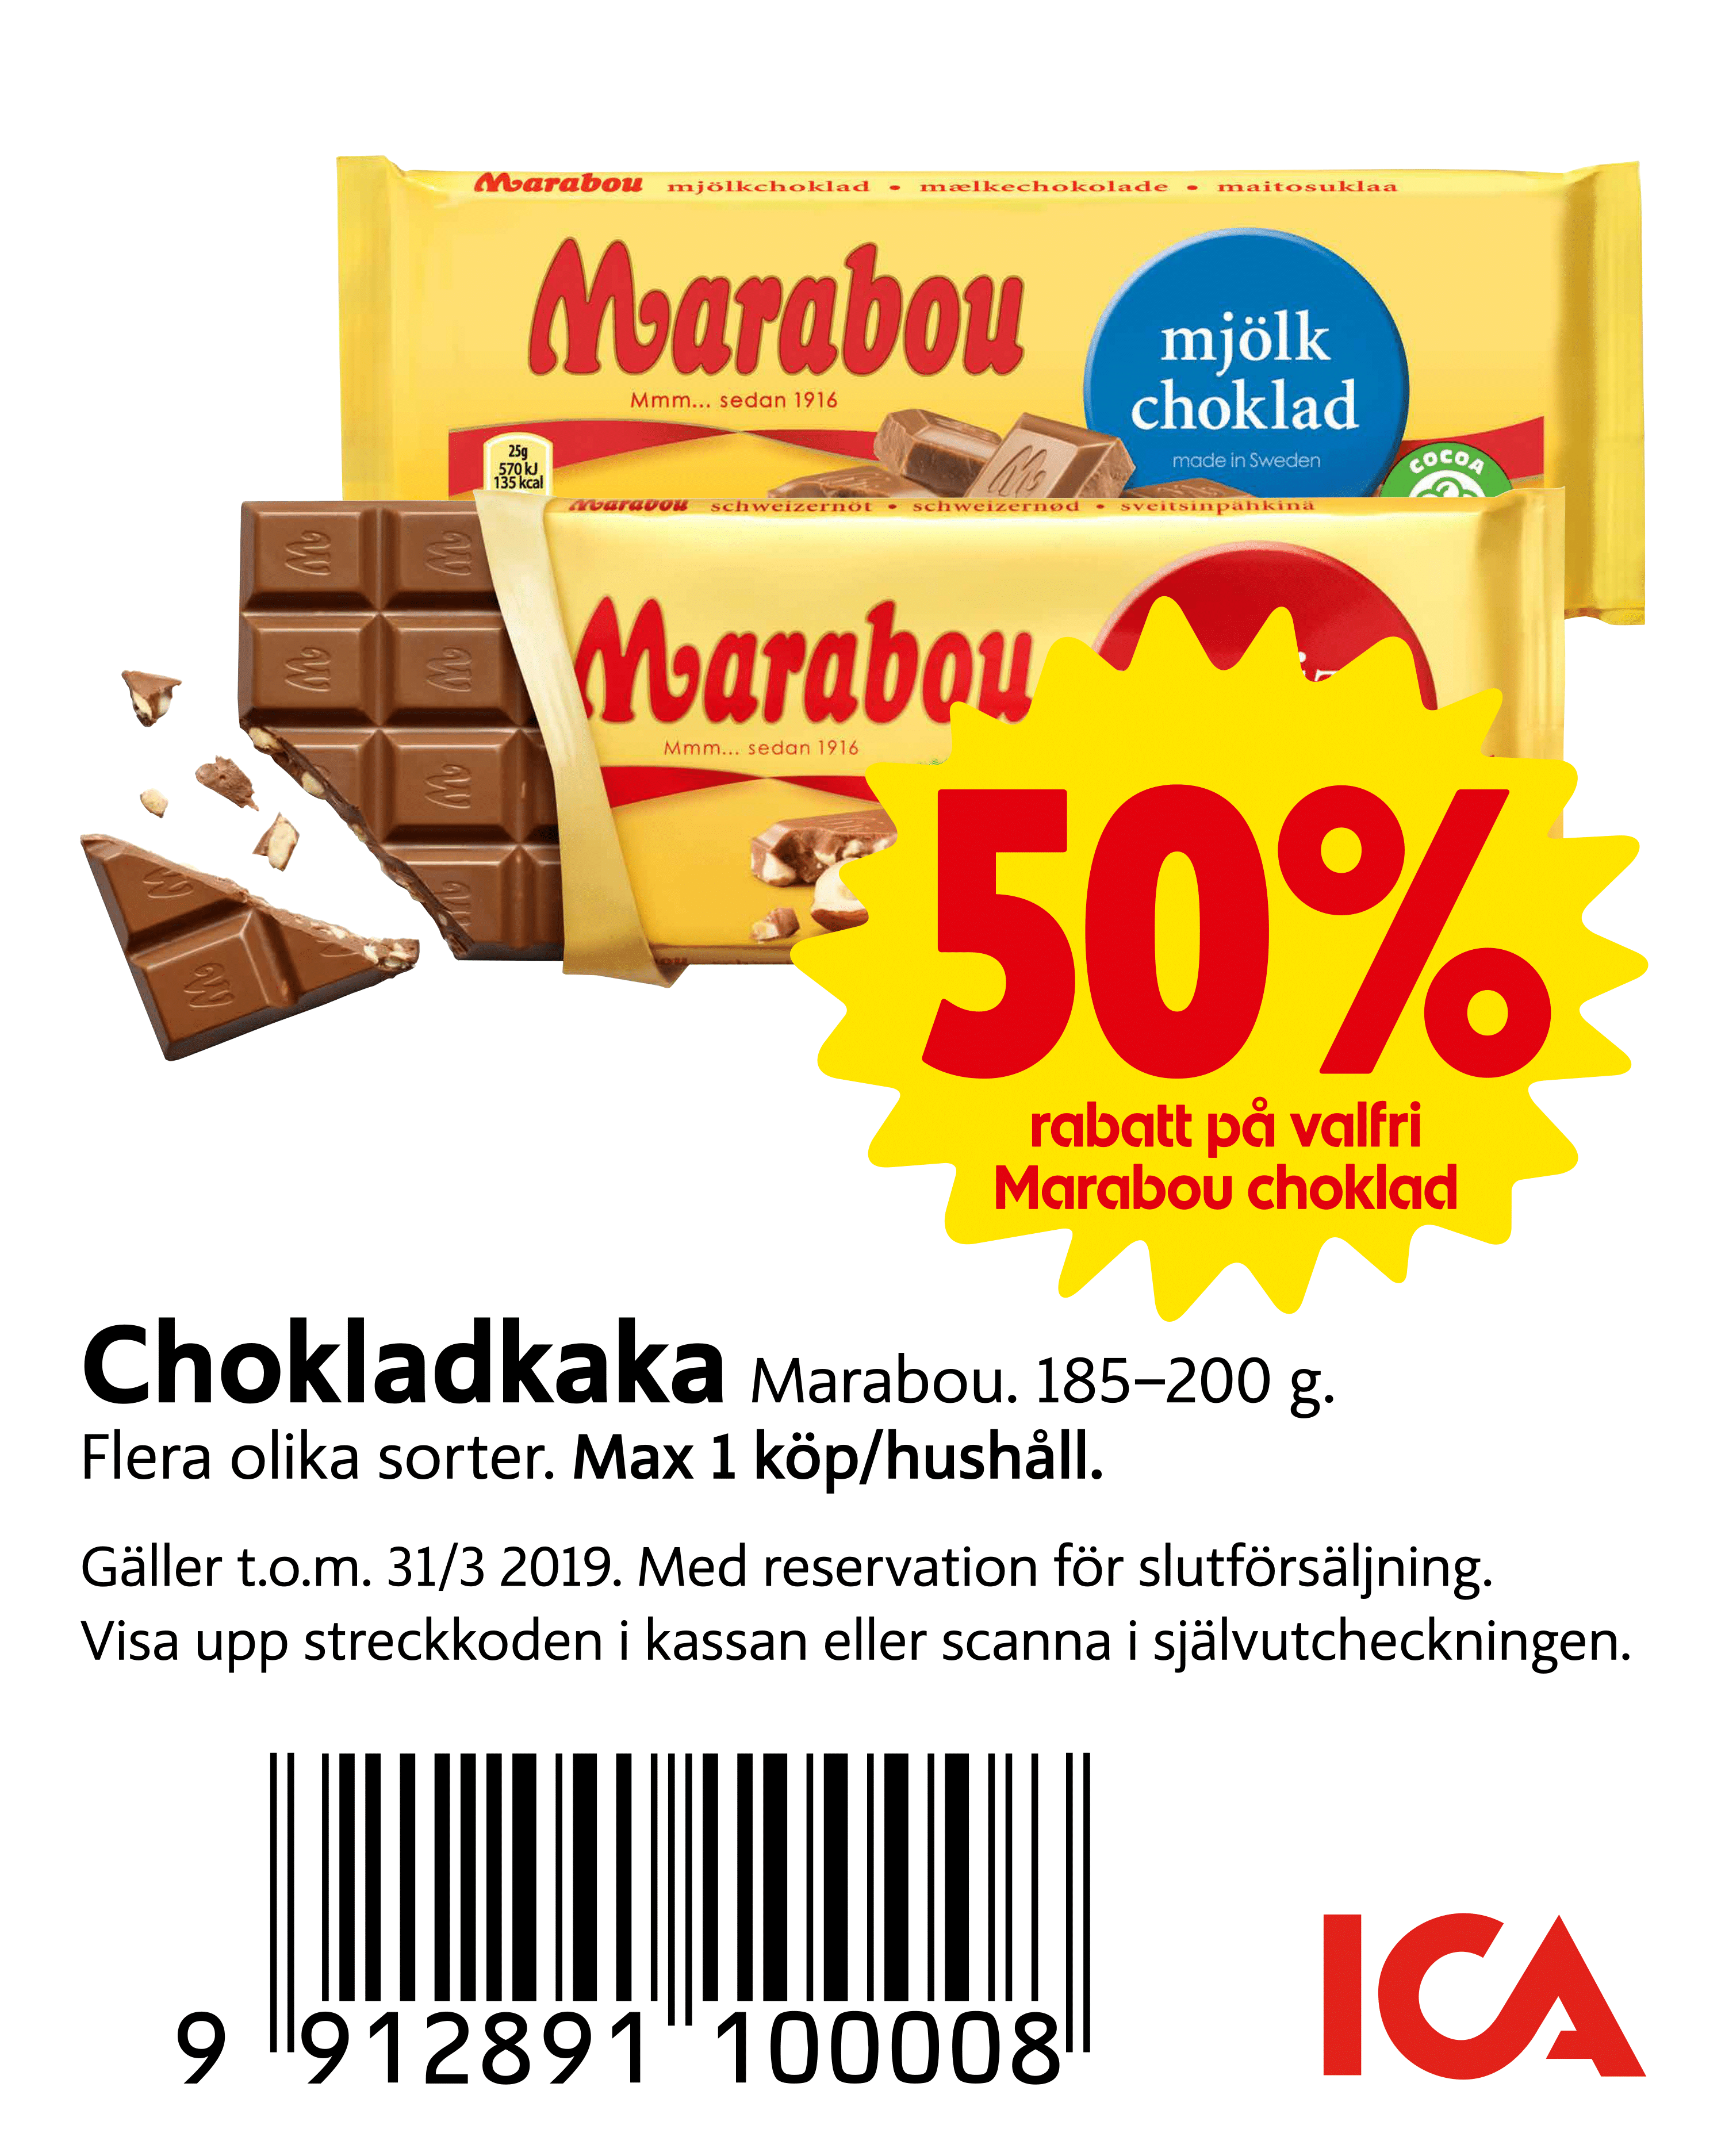 Marabou mjölkchoklad • mælkechokolade • maitosuklaa
Marabou
Mmm... sedan 1916
mjölk
choklad
made in Sweden
25g
570 kJ
135 kcal
COCOA
Marabou schweizernöt • schweizernød • sveitsinpähkinä
Marabou
Mmm... sedan 1916
50%
rabatt på valfri
Marabou choklad
Chokladkaka Marabou. 185–200 g.
Flera olika sorter. Max 1 köp/hushåll.
Gäller t.o.m. 31/3 2019. Med reservation för slutförsäljning.
Visa upp streckkoden i kassan eller scanna i självutcheckningen.
9 912891 100008
ICA